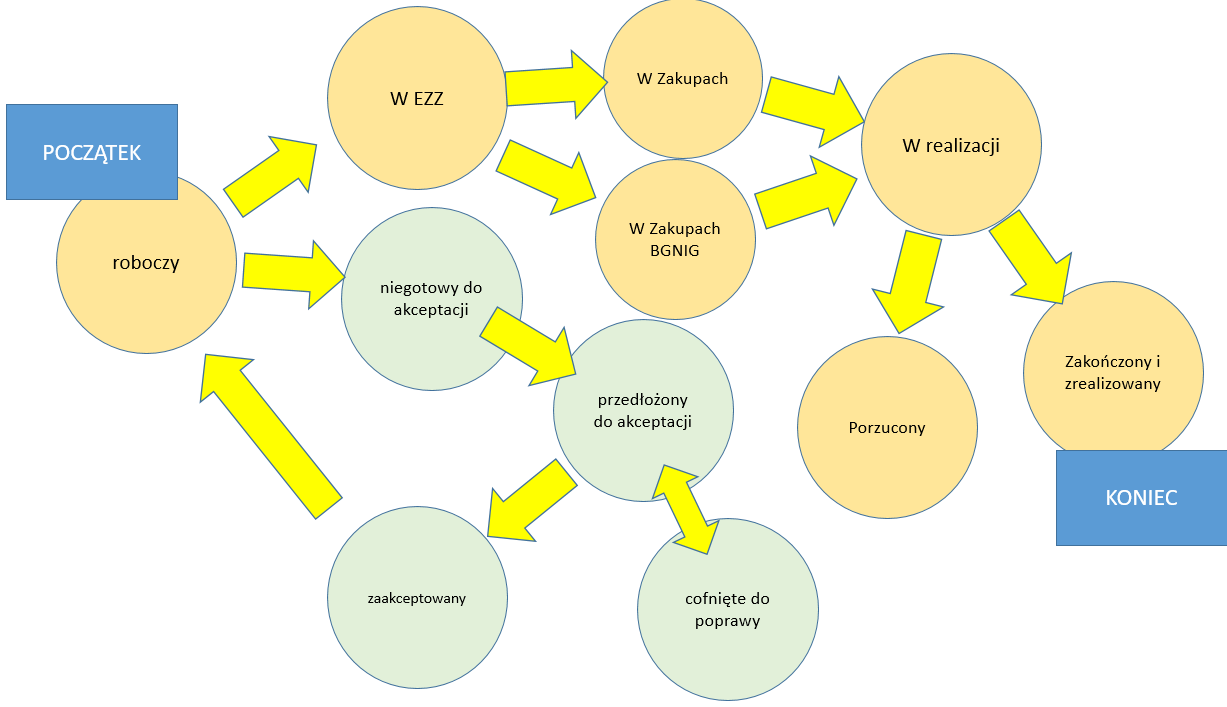 POCZĄTEK
roboczy
W EZZ
W Zakupach
W Zakupach
BGNIG
W realizacji
niegotowy do
akceptacji
przedłożony
do akceptacji
zaakceptowany
cofnięte do
poprawy
Porzucony
Zakończony i
zrealizowany
KONIEC